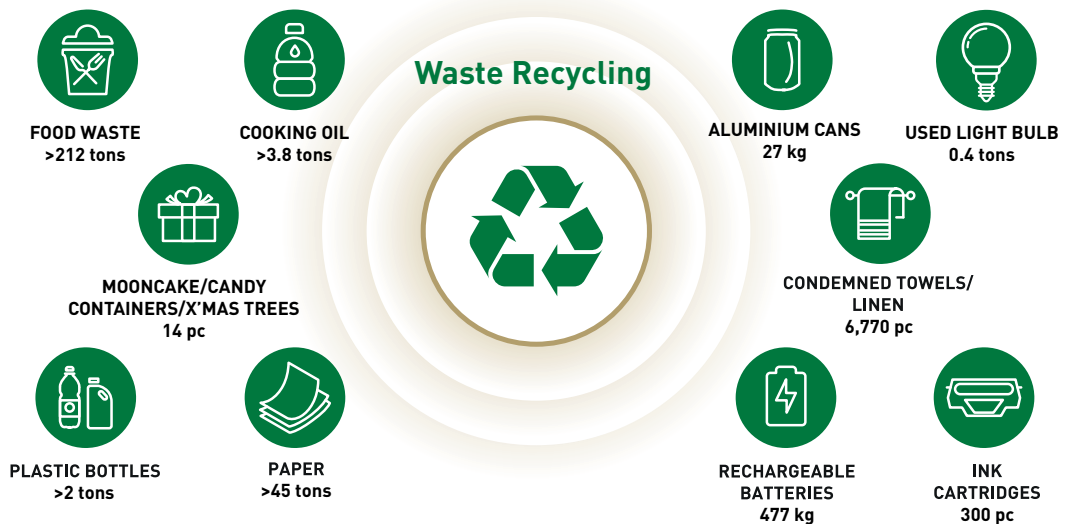 Waste Recycling
FOOD WASTE
>212 tons
COOKING OIL
>3.8 tons
ALUMINIUM CANS
27 kg
USED LIGHT BULB
0.4 tons
MOONCAKE/CANDY
CONTAINERS/X'MAS TREES
14 pc
CONDEMNED TOWELS/
LINEN
6,770 pc
PLASTIC BOTTLES
>2 tons
PAPER
>45 tons
RECHARGEABLE
BATTERIES
477 kg
INK
CARTRIDGES
300 pc